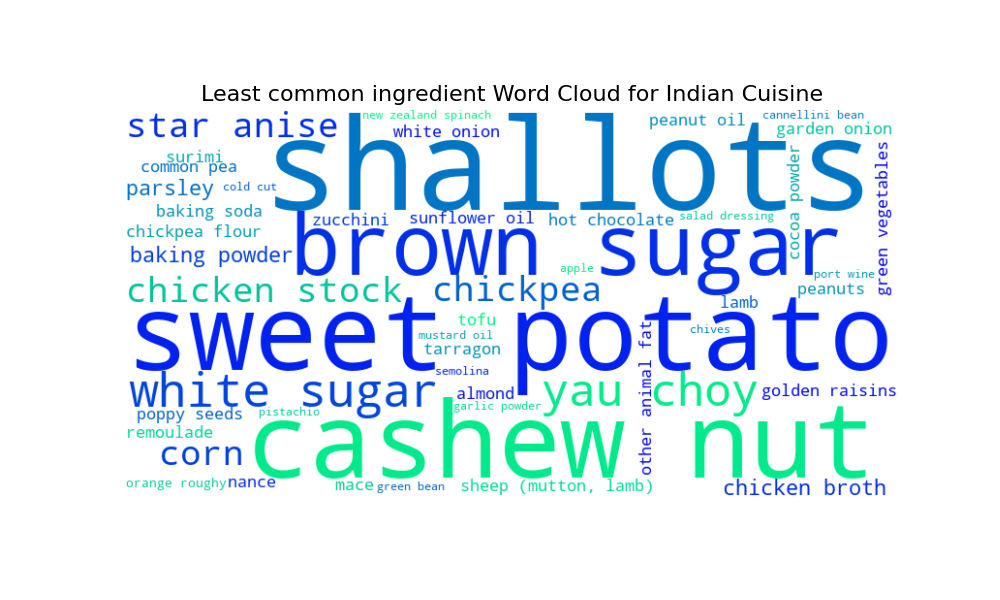 Least common ingredient Word Cloud for Indian Cuisine
new zealand spinach
cannellini bean
star anise
white onion
peanut oil
garden onion
shallots
surimi
common pea
parsley
cold cut
cocoa powder
green vegetables
baking soda
zucchini
sunflower oil
hot chocolate
salad dressing
chickpea flour
brown sugar
baking powder
apple
port wine
chicken stock
chickpea
peanuts
lamb
sweet potato
tofu
chives
mustard oil
tarragon
other animal fat
semolina
white sugar
almond
yau choy
golden raisins
poppy seeds
pistachio
garlic powder
remoulade
cashew nut
corn
orange roughy
nance
mace
green bean
sheep (mutton, lamb)
chicken broth